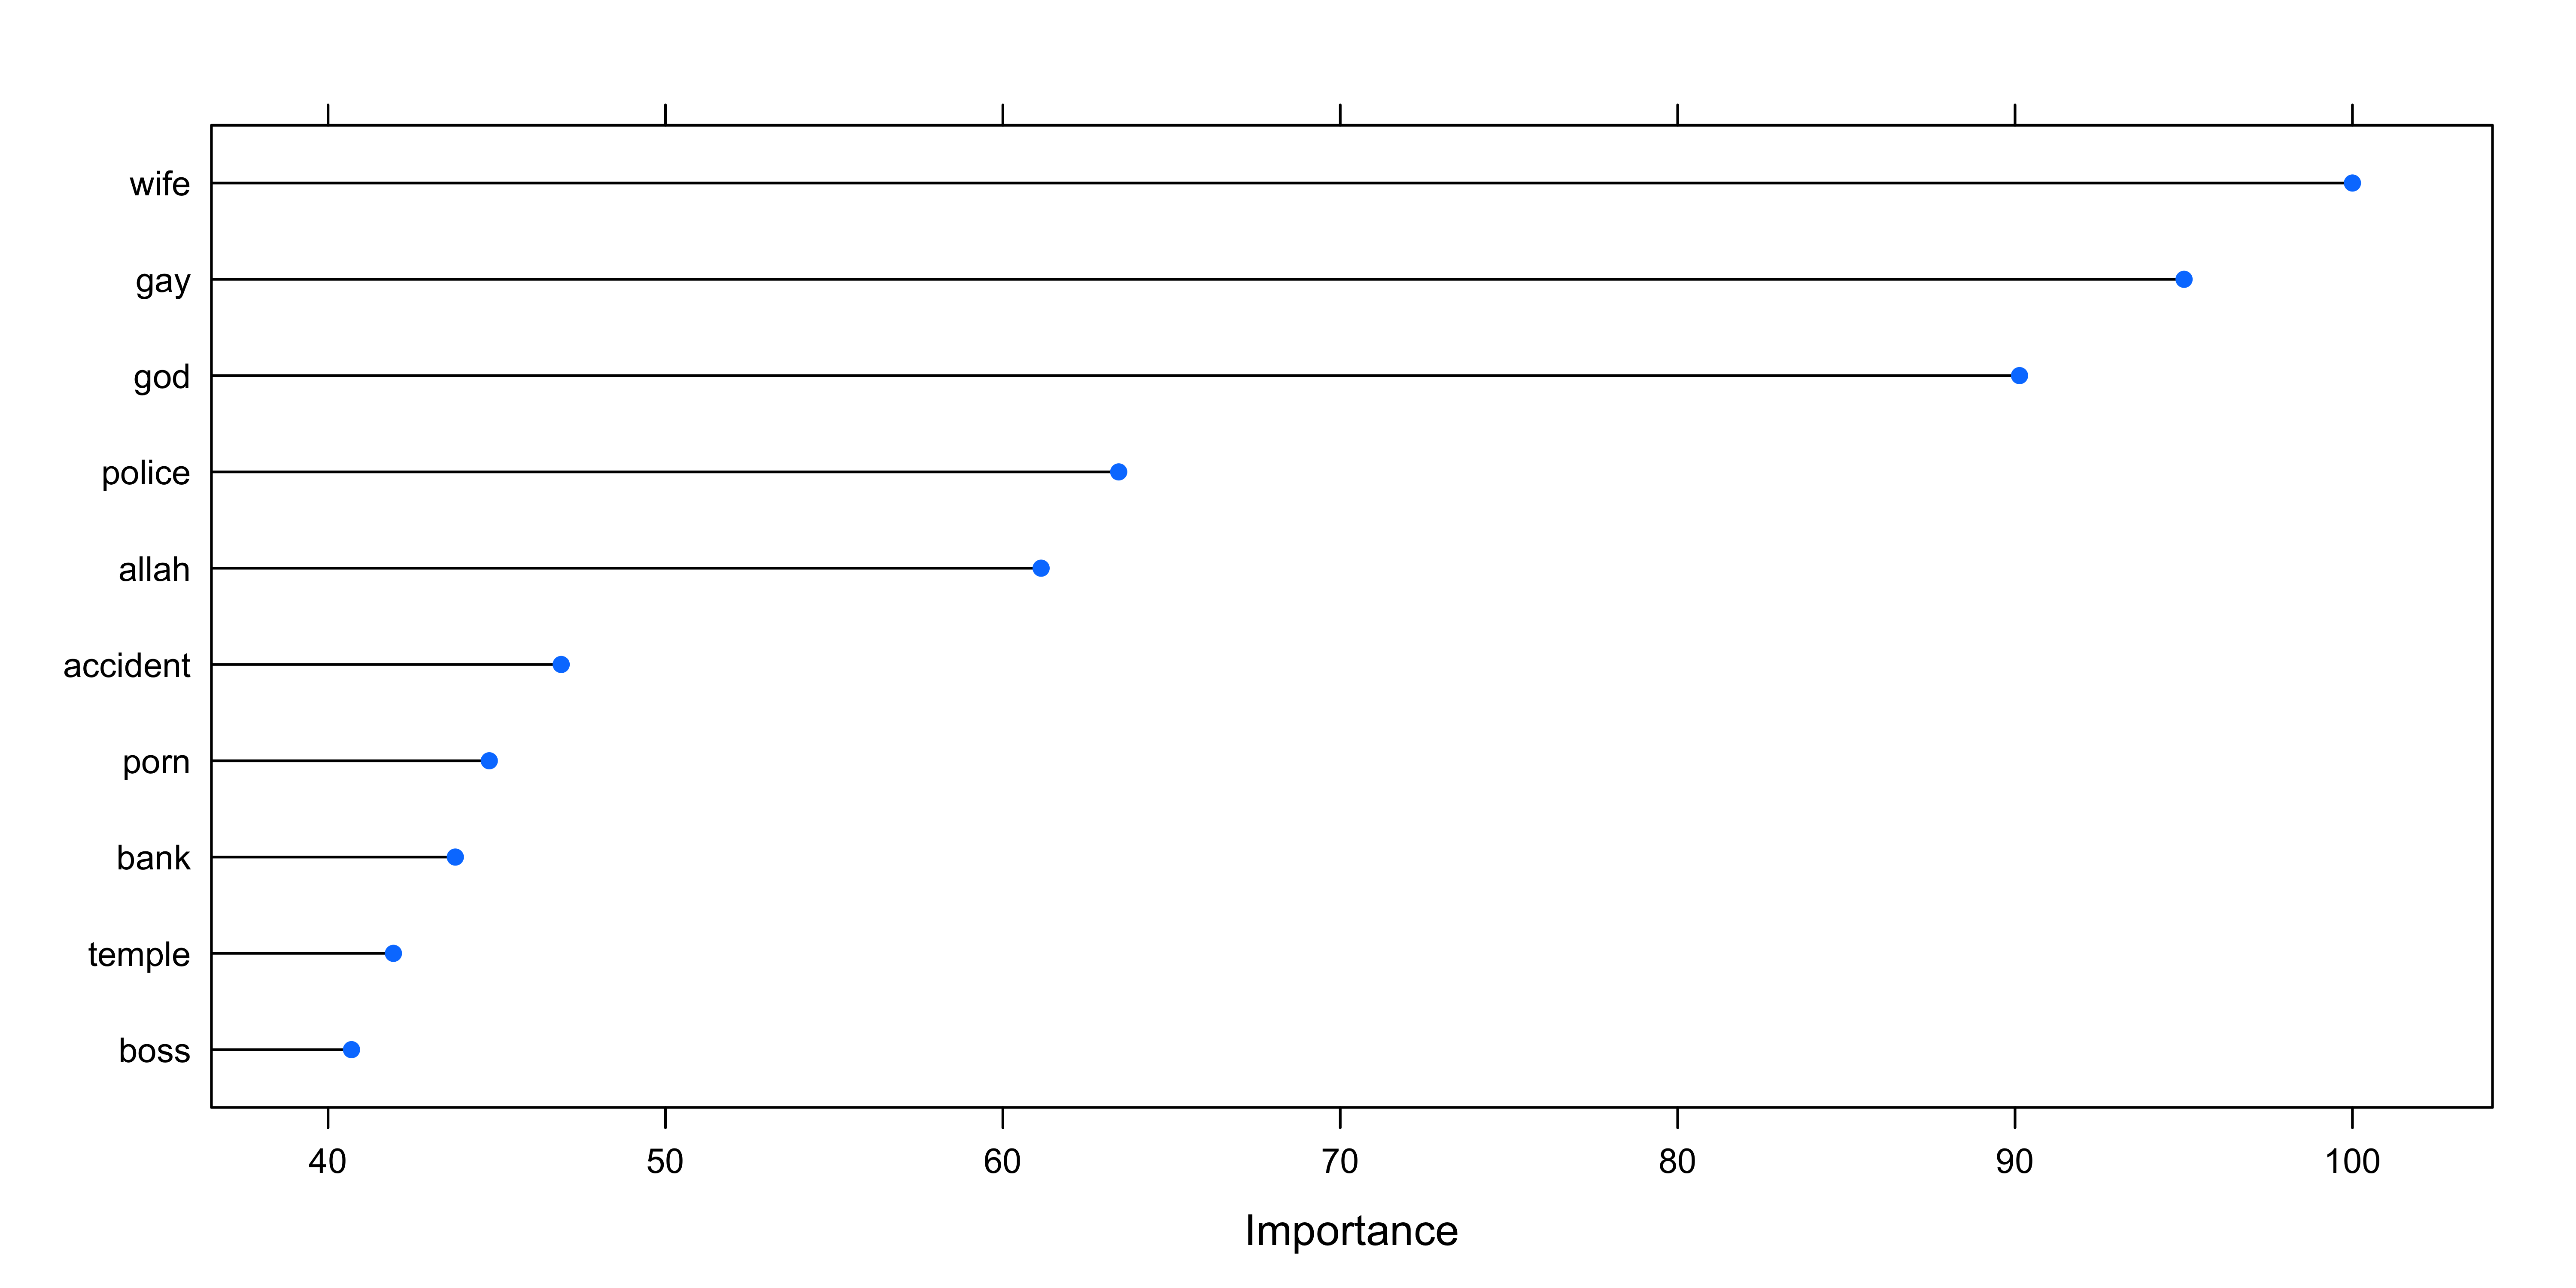 wife
gay
god
police
allah
accident
porn
bank
temple
boss
40 50 60 70 80 90 100
Importance